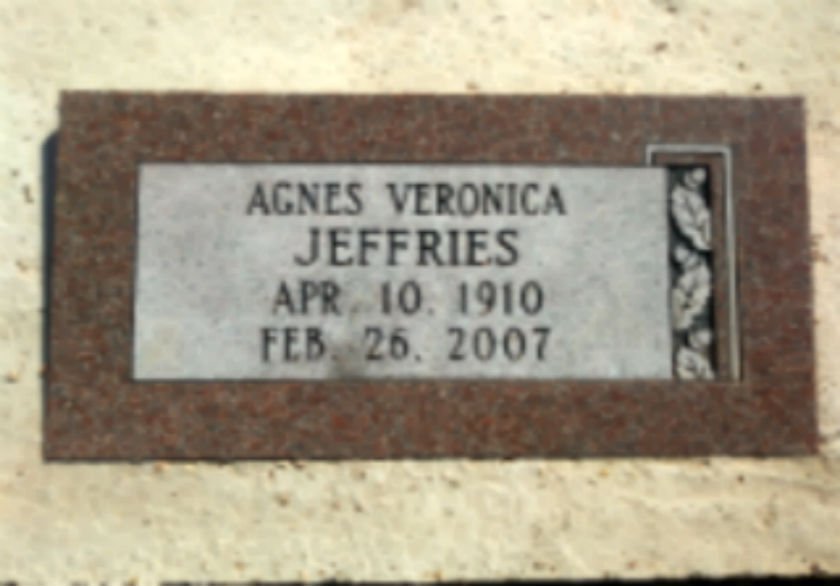 AGNES VERONICA
JEFFRIES
APR. 10. 1910
FEB. 26. 2007